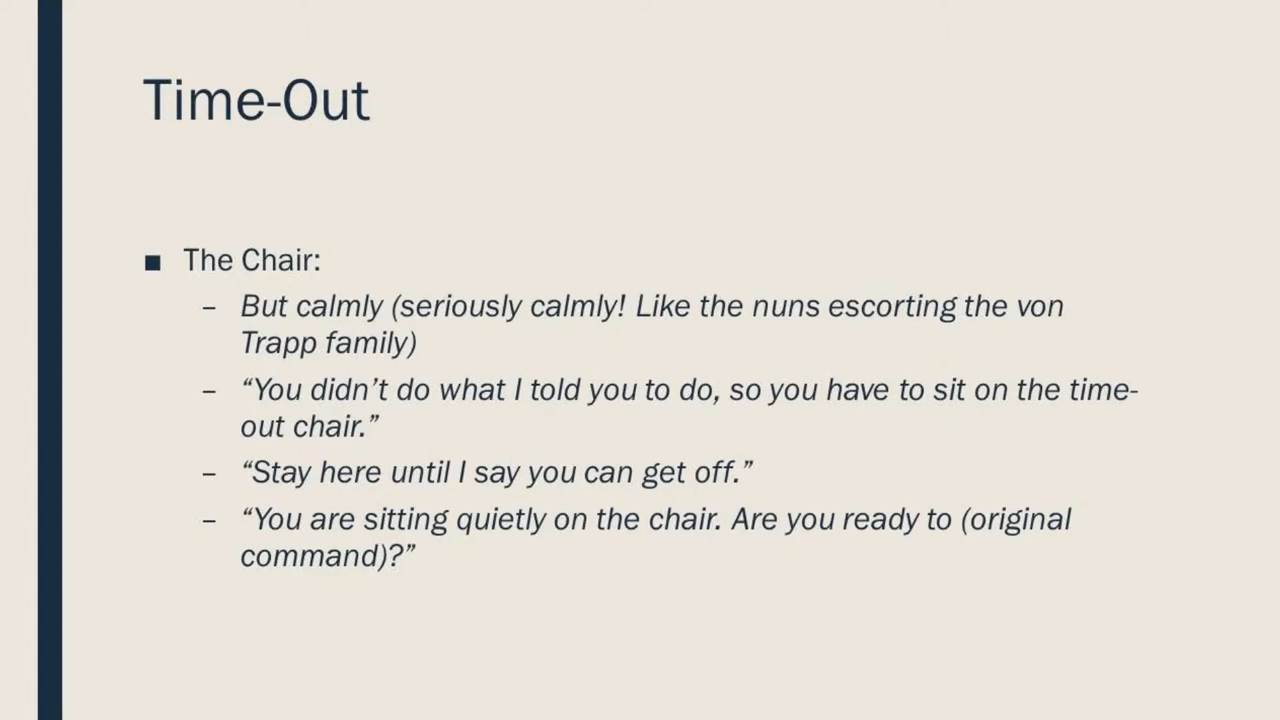 Time-Out
■ The Chair:
– But calmly (seriously calmly! Like the nuns escorting the von
Trapp family)
– “You didn’t do what I told you to do, so you have to sit on the time-
out chair.”
– “Stay here until I say you can get off.”
– “You are sitting quietly on the chair. Are you ready to (original
command)?”